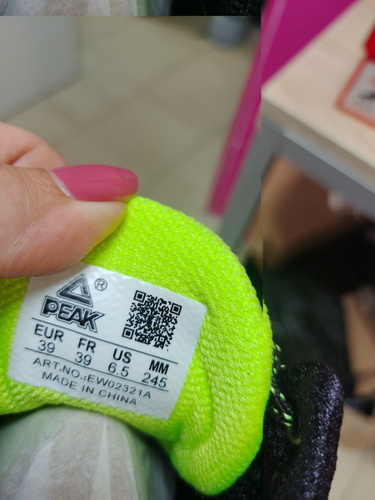 ®
PEAK
EUR FR US MM
39 39 6.5 245
ART.NO.:EW02321A
MADE IN CHINA